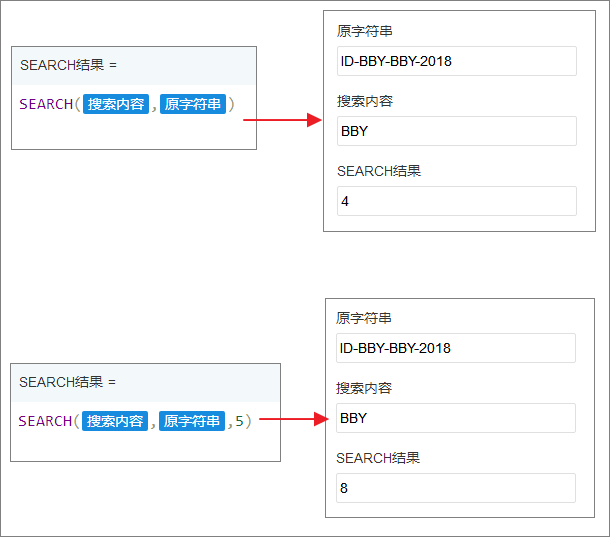 原字符串
ID-BBY-BBY-2018
SEARCH结果 =
搜索内容
SEARCH(搜索内容,原字符串)
BBY
SEARCH结果
4
原字符串
ID-BBY-BBY-2018
SEARCH结果 =
搜索内容
SEARCH(搜索内容,原字符串,5)
BBY
SEARCH结果
8